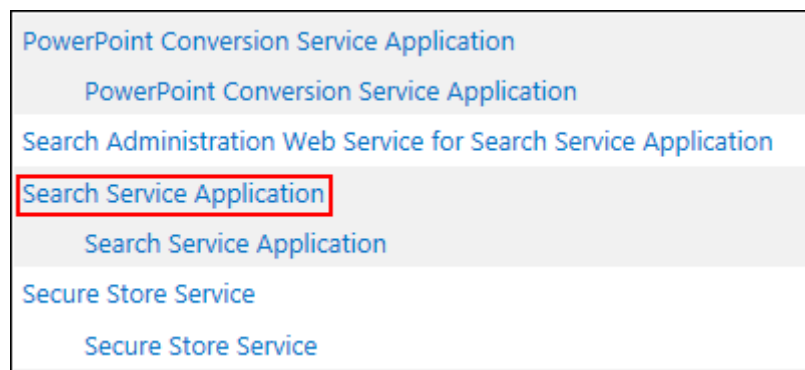 PowerPoint Conversion Service Application
PowerPoint Conversion Service Application
Search Administration Web Service for Search Service Application
Search Service Application
Search Service Application
Secure Store Service
Secure Store Service